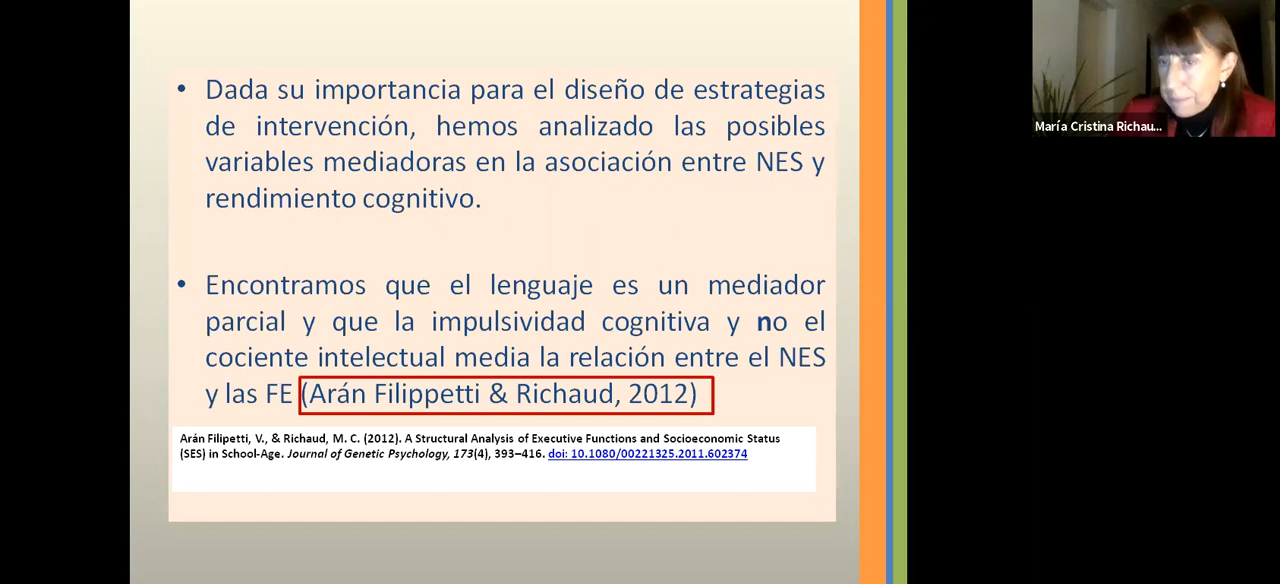 • Dada su importancia para el diseño de estrategias
de intervención, hemos analizado las posibles
variables mediadoras en la asociación entre NES y
rendimiento cognitivo.
• Encontramos que el lenguaje es un mediador
parcial y que la impulsividad cognitiva y no el
cociente intelectual media la relación entre el NES
y las FE (Arán Filippetti & Richaud, 2012)
Arán Filipetti, V., & Richaud, M. C. (2012). A Structural Analysis of Executive Functions and Socioeconomic Status
(SES) in School-Age. Journal of Genetic Psychology, 173(4), 393–416. doi: 10.1080/00221325.2011.602374
María Cristina Richau...